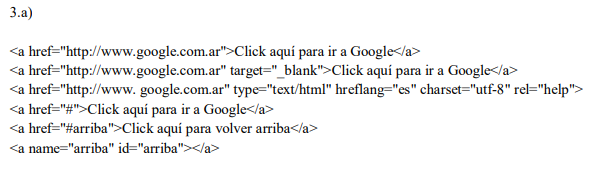 3.a)
<a href="http://www.google.com.ar">Click aquí para ir a Google</a>
<a href="http://www.google.com.ar" target="_blank">Click aquí para ir a Google</a>
<a href="http://www. google.com.ar" type="text/html" hreflang="es" charset="utf-8" rel="help">
<a href="#">Click aquí para ir a Google</a>
<a href="#arriba">Click aquí para volver arriba</a>
<a name="arriba" id="arriba"></a>